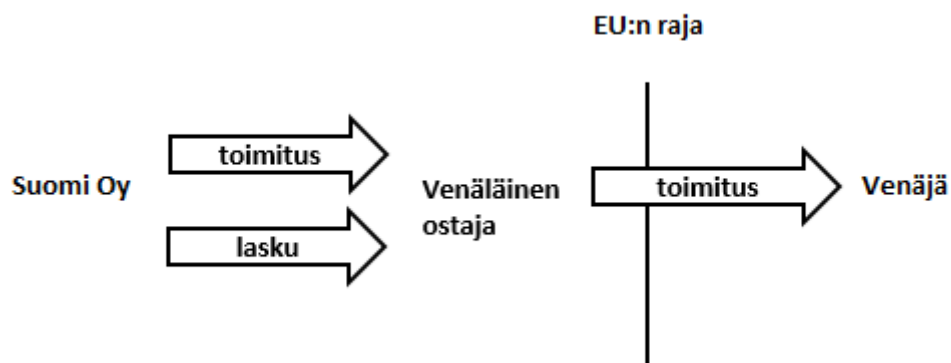 EU:n raja
toimitus
Suomi Oy
Venäläinen
ostaja
toimitus
Venäjä
lasku